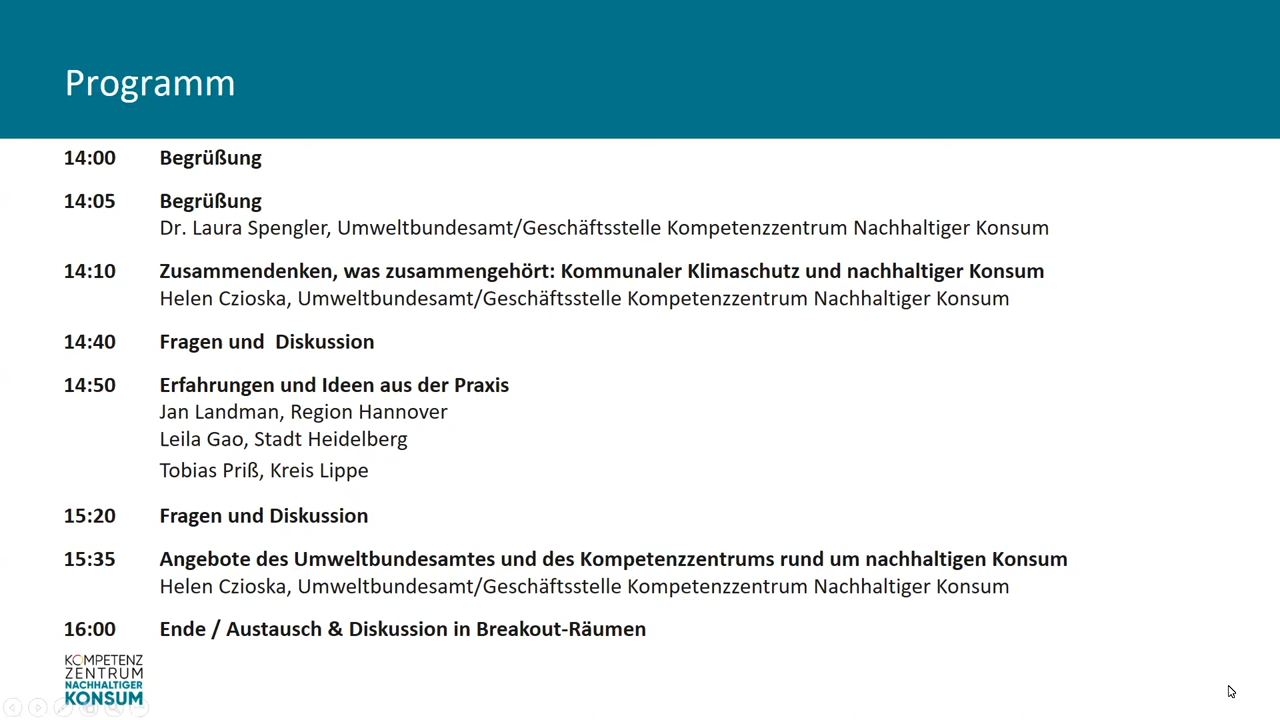 Programm
14:00 Begrüßung
14:05 Begrüßung
Dr. Laura Spengler, Umweltbundesamt/Geschäftsstelle Kompetenzzentrum Nachhaltiger Konsum
14:10 Zusammendenken, was zusammengehört: Kommunaler Klimaschutz und nachhaltiger Konsum
Helen Czioska, Umweltbundesamt/Geschäftsstelle Kompetenzzentrum Nachhaltiger Konsum
14:40 Fragen und  Diskussion
14:50 Erfahrungen und Ideen aus der Praxis
Jan Landman, Region Hannover
Leila Gao, Stadt Heidelberg
Tobias Priß, Kreis Lippe
15:20 Fragen und Diskussion
15:35 Angebote des Umweltbundesamtes und des Kompetenzzentrums rund um nachhaltigen Konsum
Helen Czioska, Umweltbundesamt/Geschäftsstelle Kompetenzzentrum Nachhaltiger Konsum
16:00 Ende / Austausch & Diskussion in Breakout-Räumen
KOMPETENZ
ZENTRUM
NACHHALTIGER
KONSUM